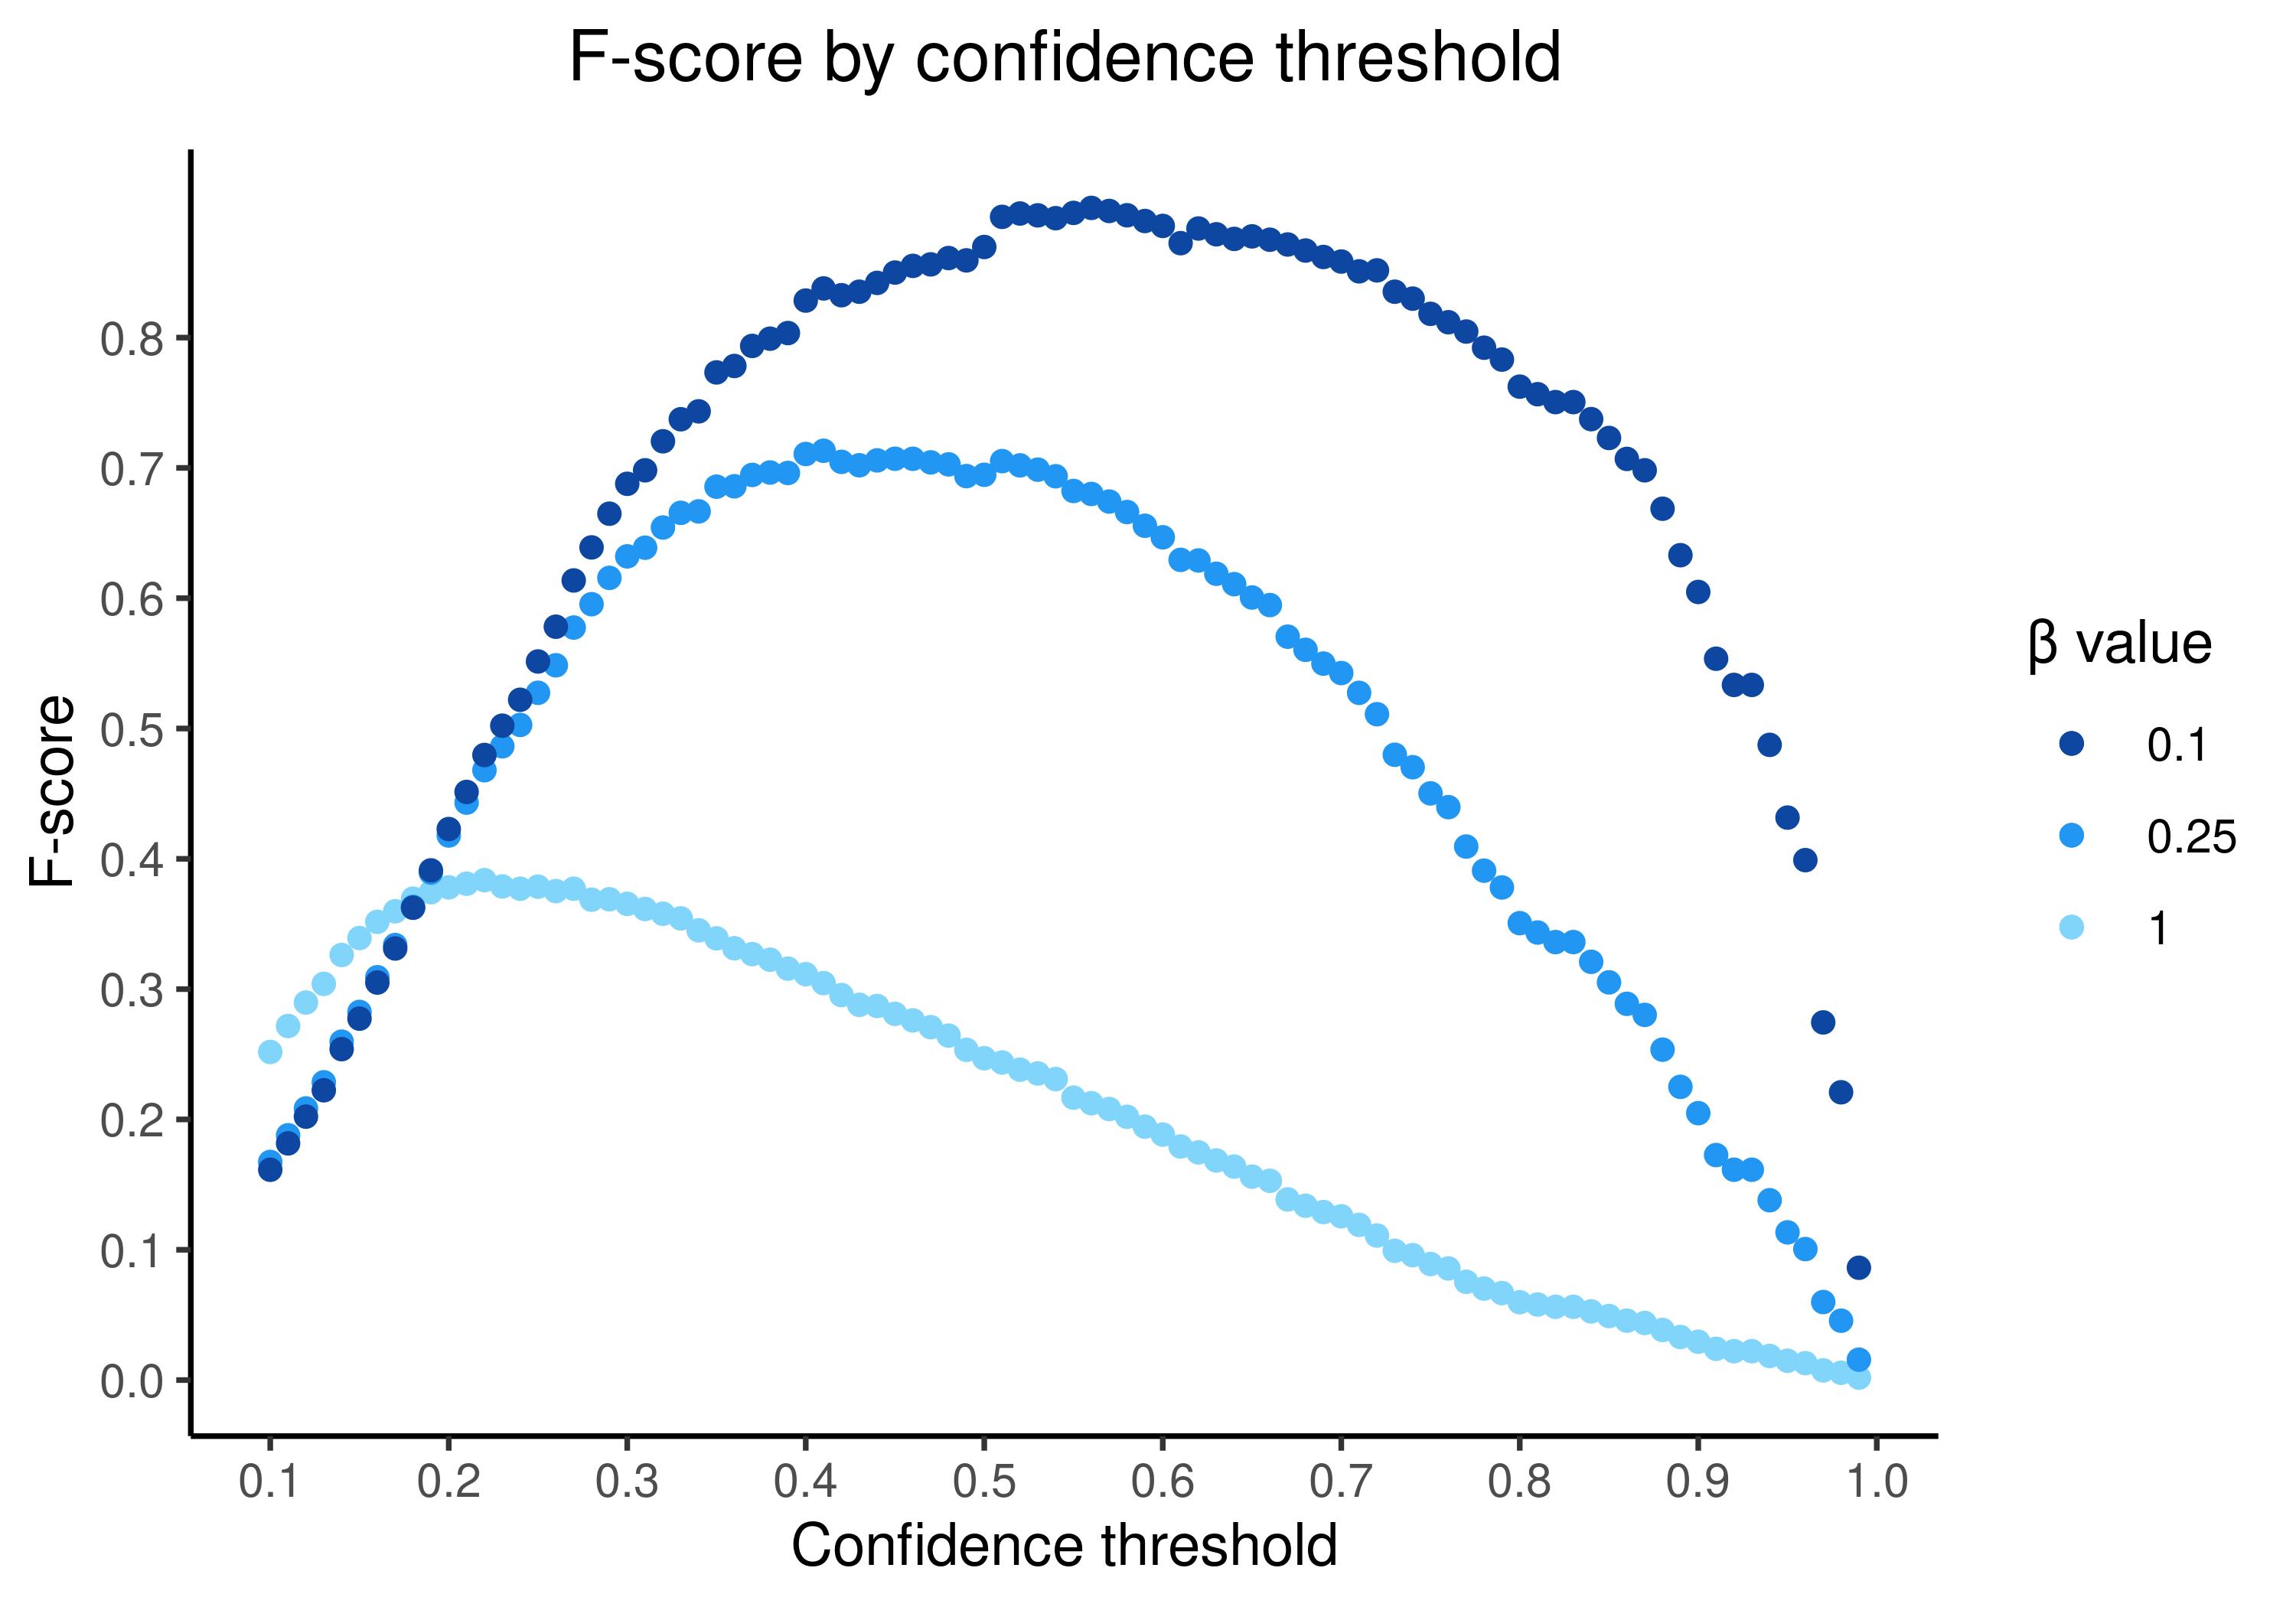 F-score by confidence threshold
F-score
0.8
0.7
0.6
0.5
0.4
0.3
0.2
0.1
0.0
0.1 0.2 0.3 0.4 0.5 0.6 0.7 0.8 0.9 1.0
Confidence threshold
β value
0.1
0.25
1